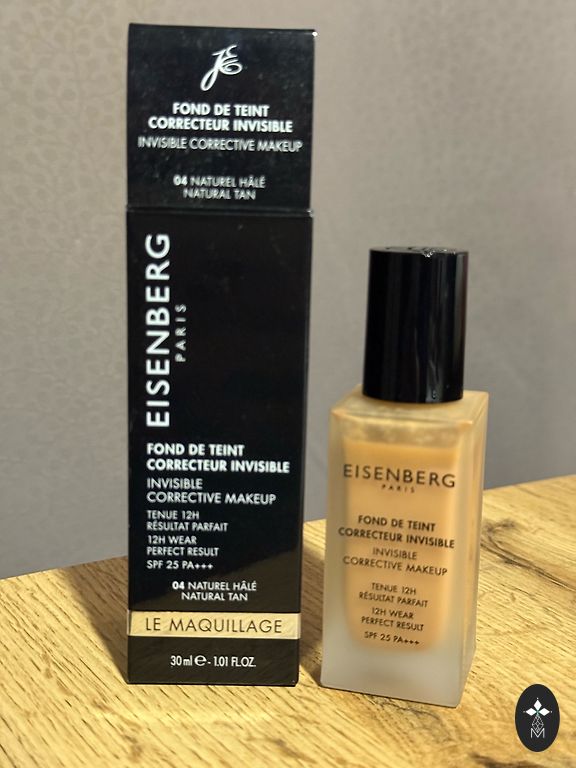 JE
FOND DE TEINT
CORRECTEUR INVISIBLE
INVISIBLE CORRECTIVE MAKEUP
04 NATUREL HÂLÉ
NATURAL TAN
EISENBERG
PARIS
FOND DE TEINT
CORRECTEUR INVISIBLE
INVISIBLE
CORRECTIVE MAKEUP
TENUE 12H
RÉSULTAT PARFAIT
12H WEAR
PERFECT RESULT
SPF 25 PA+++
04 NATUREL HÂLÉ
NATURAL TAN
LE MAQUILLAGE
30 ml ℮ - 1.01 FL.OZ.
EISENBERG
PARIS
FOND DE TEINT
CORRECTEUR INVISIBLE
INVISIBLE
CORRECTIVE MAKEUP
TENUE 12H
RÉSULTAT PARFAIT
12H WEAR
PERFECT RESULT
SPF 25 PA+++
M